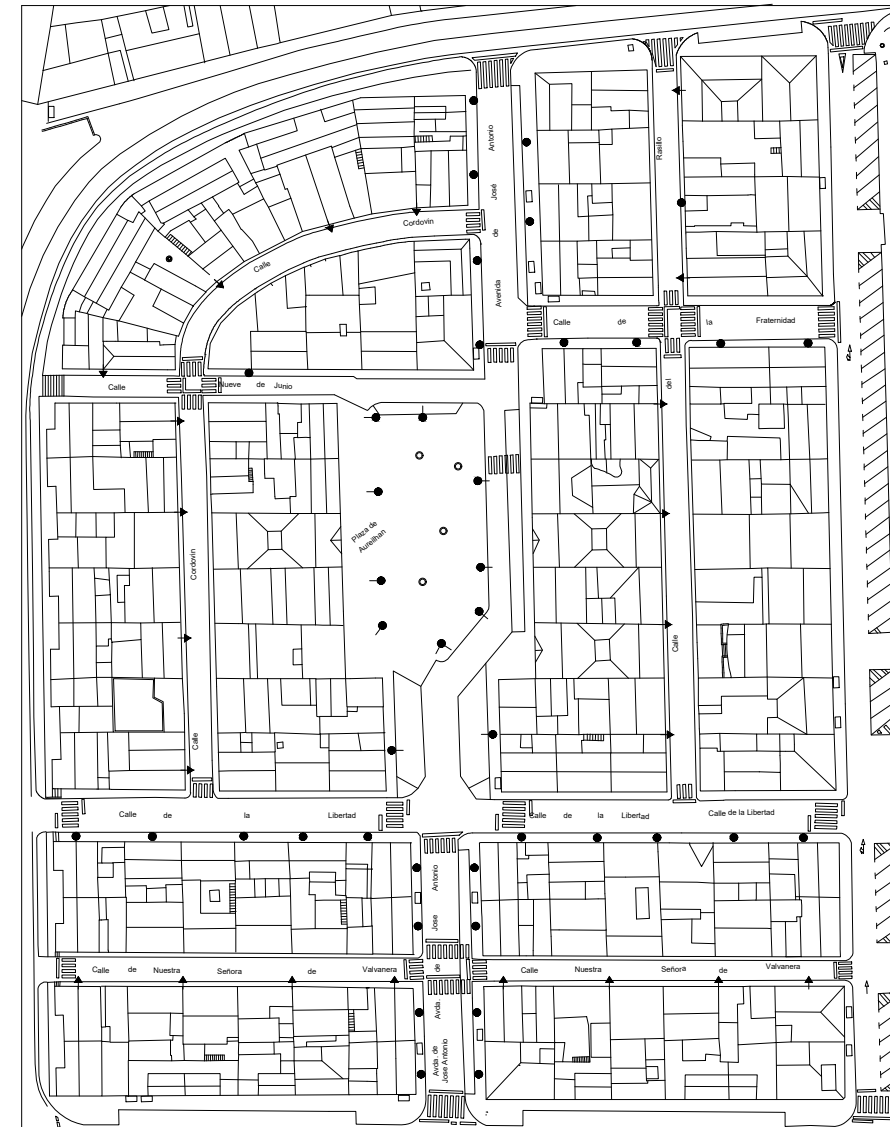 Avenida de José Antonio
Rasillo
Calle Cordovin
Calle de la Fraternidad
Calle Nueve de Junio
del
Plaza de
Aureilhan
Calle Cordovin
Calle
Calle de la Libertad
Calle de la Libertad
Calle de la Libertad
Avda. de Jose Antonio
Calle de Nuestra Señora de Valvanera
Calle Nuestra Señora de Valvanera
Avda. de
Jose Antonio